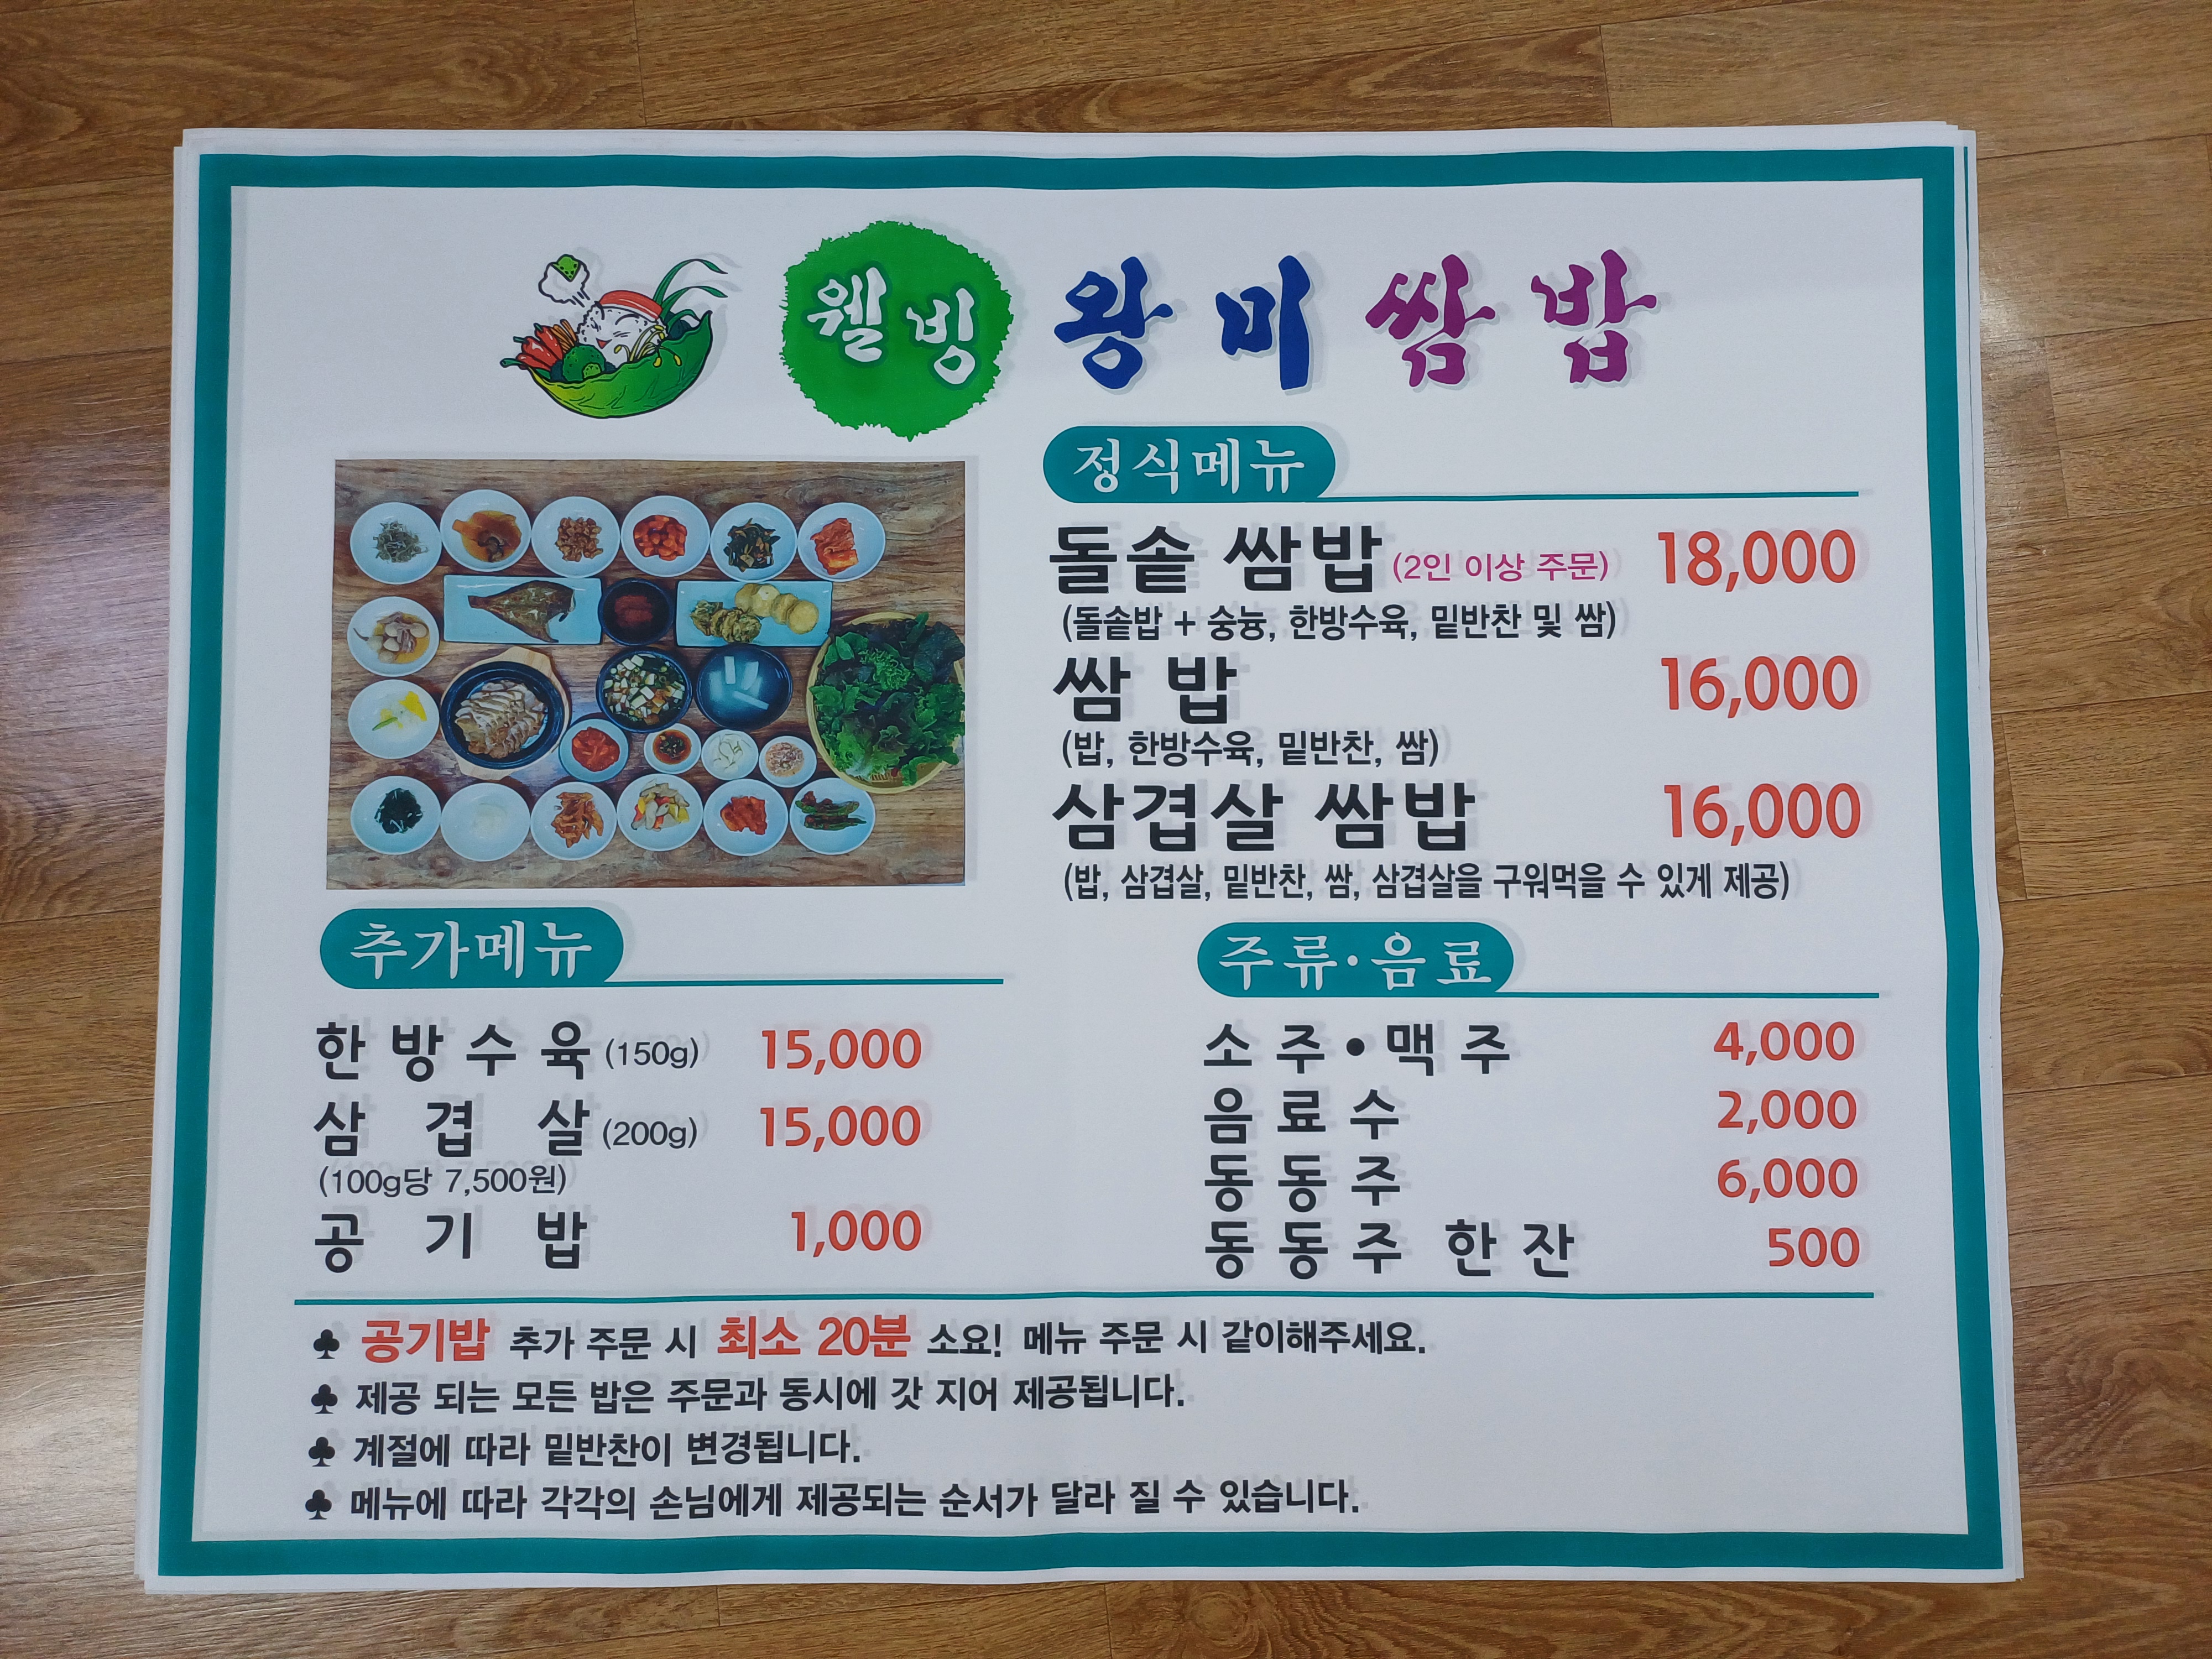 웰빙 왕미쌈밥
정식메뉴
돌솥 쌈밥 (2인 이상 주문) 18,000
(돌솥밥 + 숭늉, 한방수육, 밑반찬 및 쌈)
쌈 밥 16,000
(밥, 한방수육, 밑반찬, 쌈)
삼겹살 쌈밥 16,000
(밥, 삼겹살, 밑반찬, 쌈, 삼겹살을 구워먹을 수 있게 제공)
추가메뉴
한 방 수 육 (150g) 15,000
삼 겹 살 (200g) 15,000
(100g당 7,500원)
공 기 밥 1,000
주류·음료
소 주 • 맥 주 4,000
음 료 수 2,000
동 동 주 6,000
동 동 주 한 잔 500
♣ 공기밥 추가 주문 시 최소 20분 소요! 메뉴 주문 시 같이해주세요.
♣ 제공 되는 모든 밥은 주문과 동시에 갓 지어 제공됩니다.
♣ 계절에 따라 밑반찬이 변경됩니다.
♣ 메뉴에 따라 각각의 손님에게 제공되는 순서가 달라 질 수 있습니다.